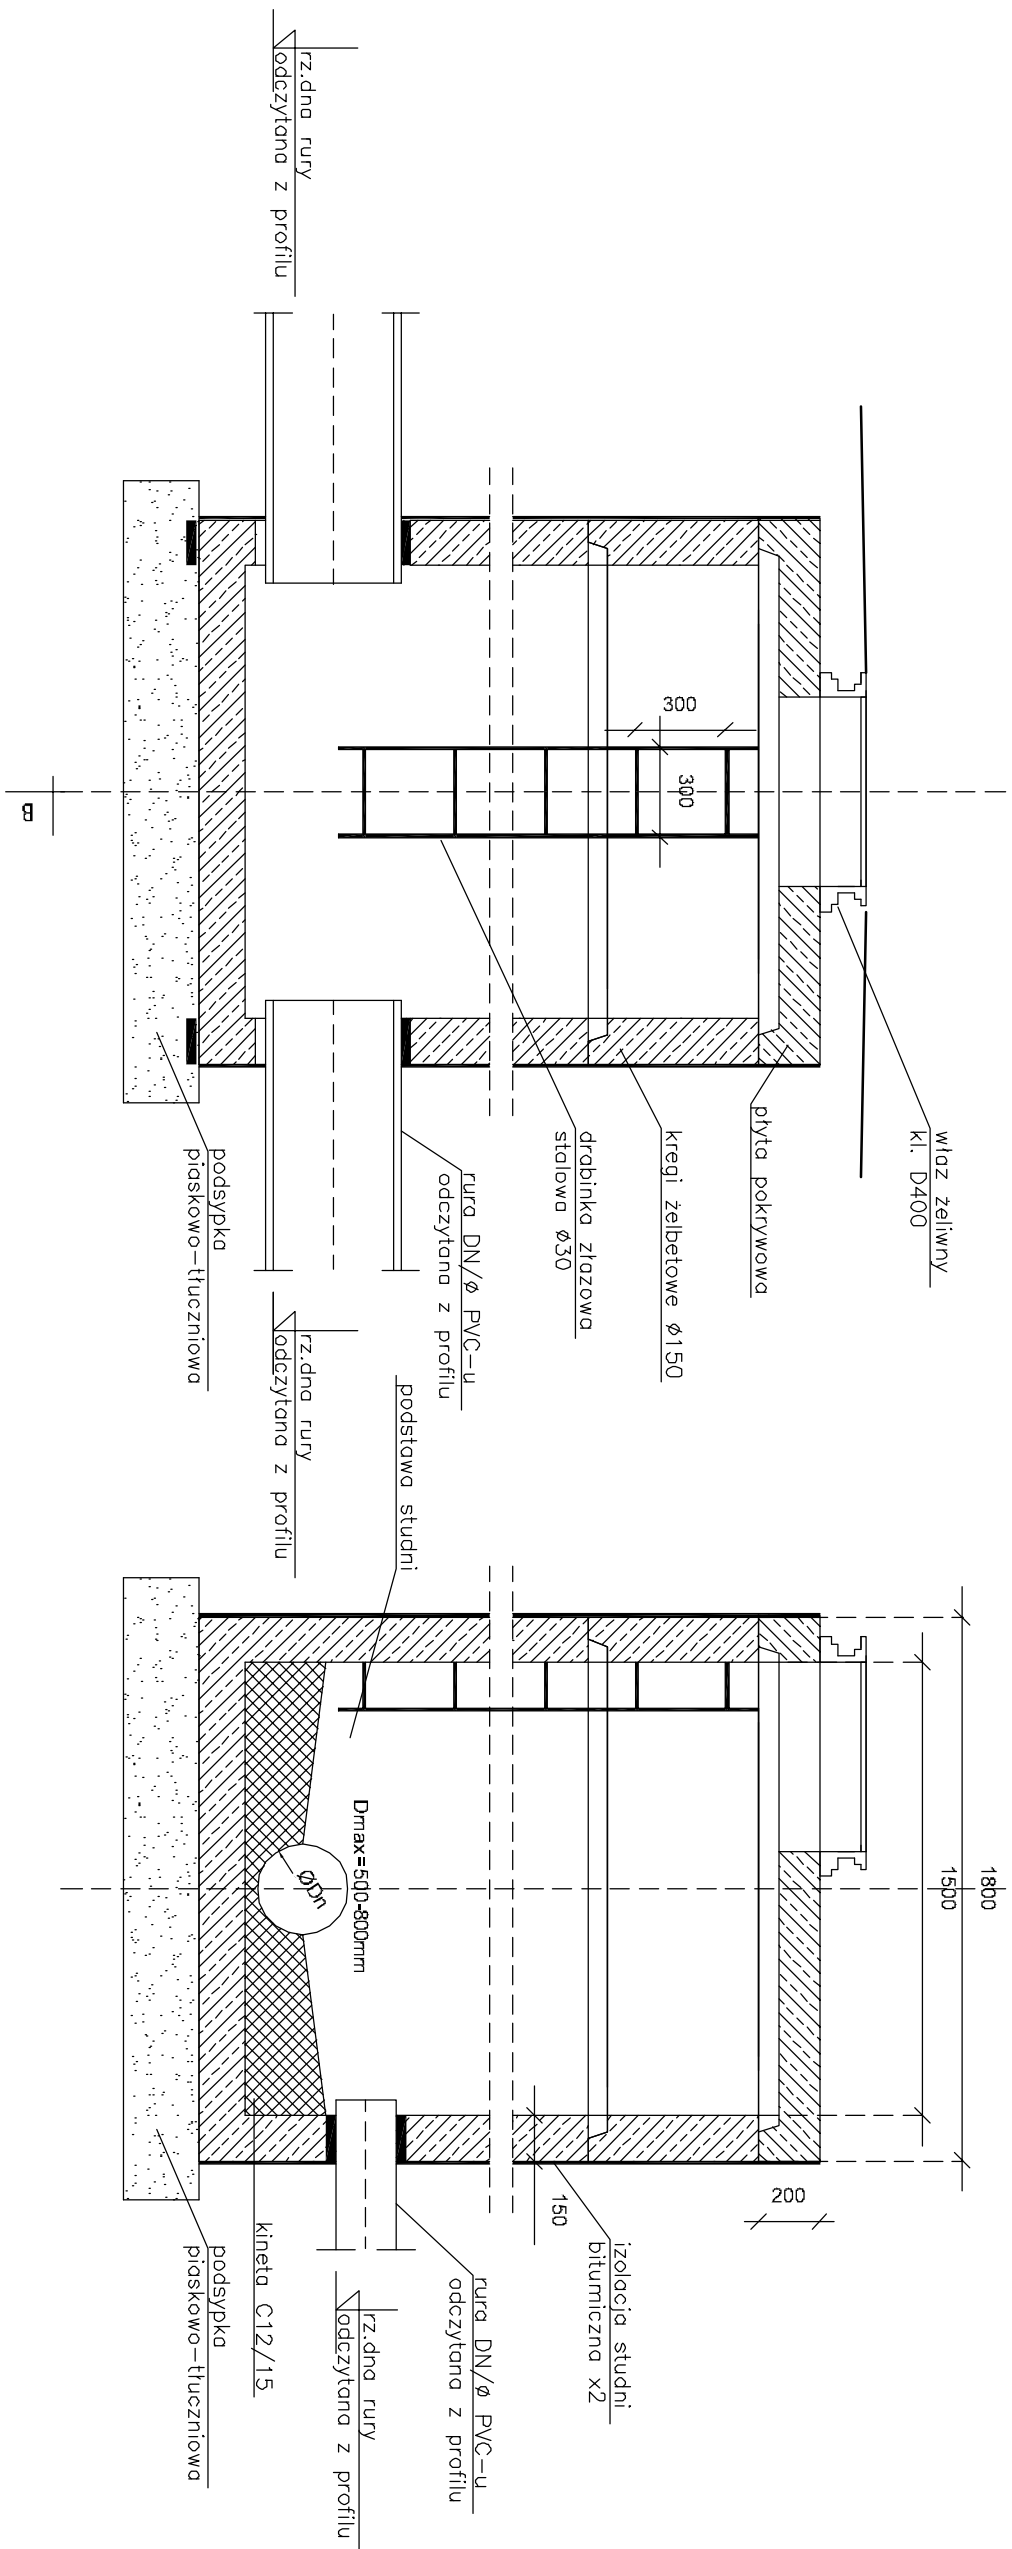 właz żeliwny
kl. D400
płyta pokrywowa
kregi żelbetowe ø150
drabinka złazowa
stalowa ø30
rura DN/ø PVC-u
odczytana z profilu
rz.dna rury
odczytana z profilu
rz.dna rury
odczytana z profilu
podsypka
piaskowo-tłuczniowa
300
300
B
1800
1500
200
150
izolacja studni
bitumiczna x2
podstawa studni
Dmax=500-800mm
ØDn
rura DN/ø PVC-u
odczytana z profilu
rz.dna rury
odczytana z profilu
kineta C12/15
podsypka
piaskowo-tłuczniowa